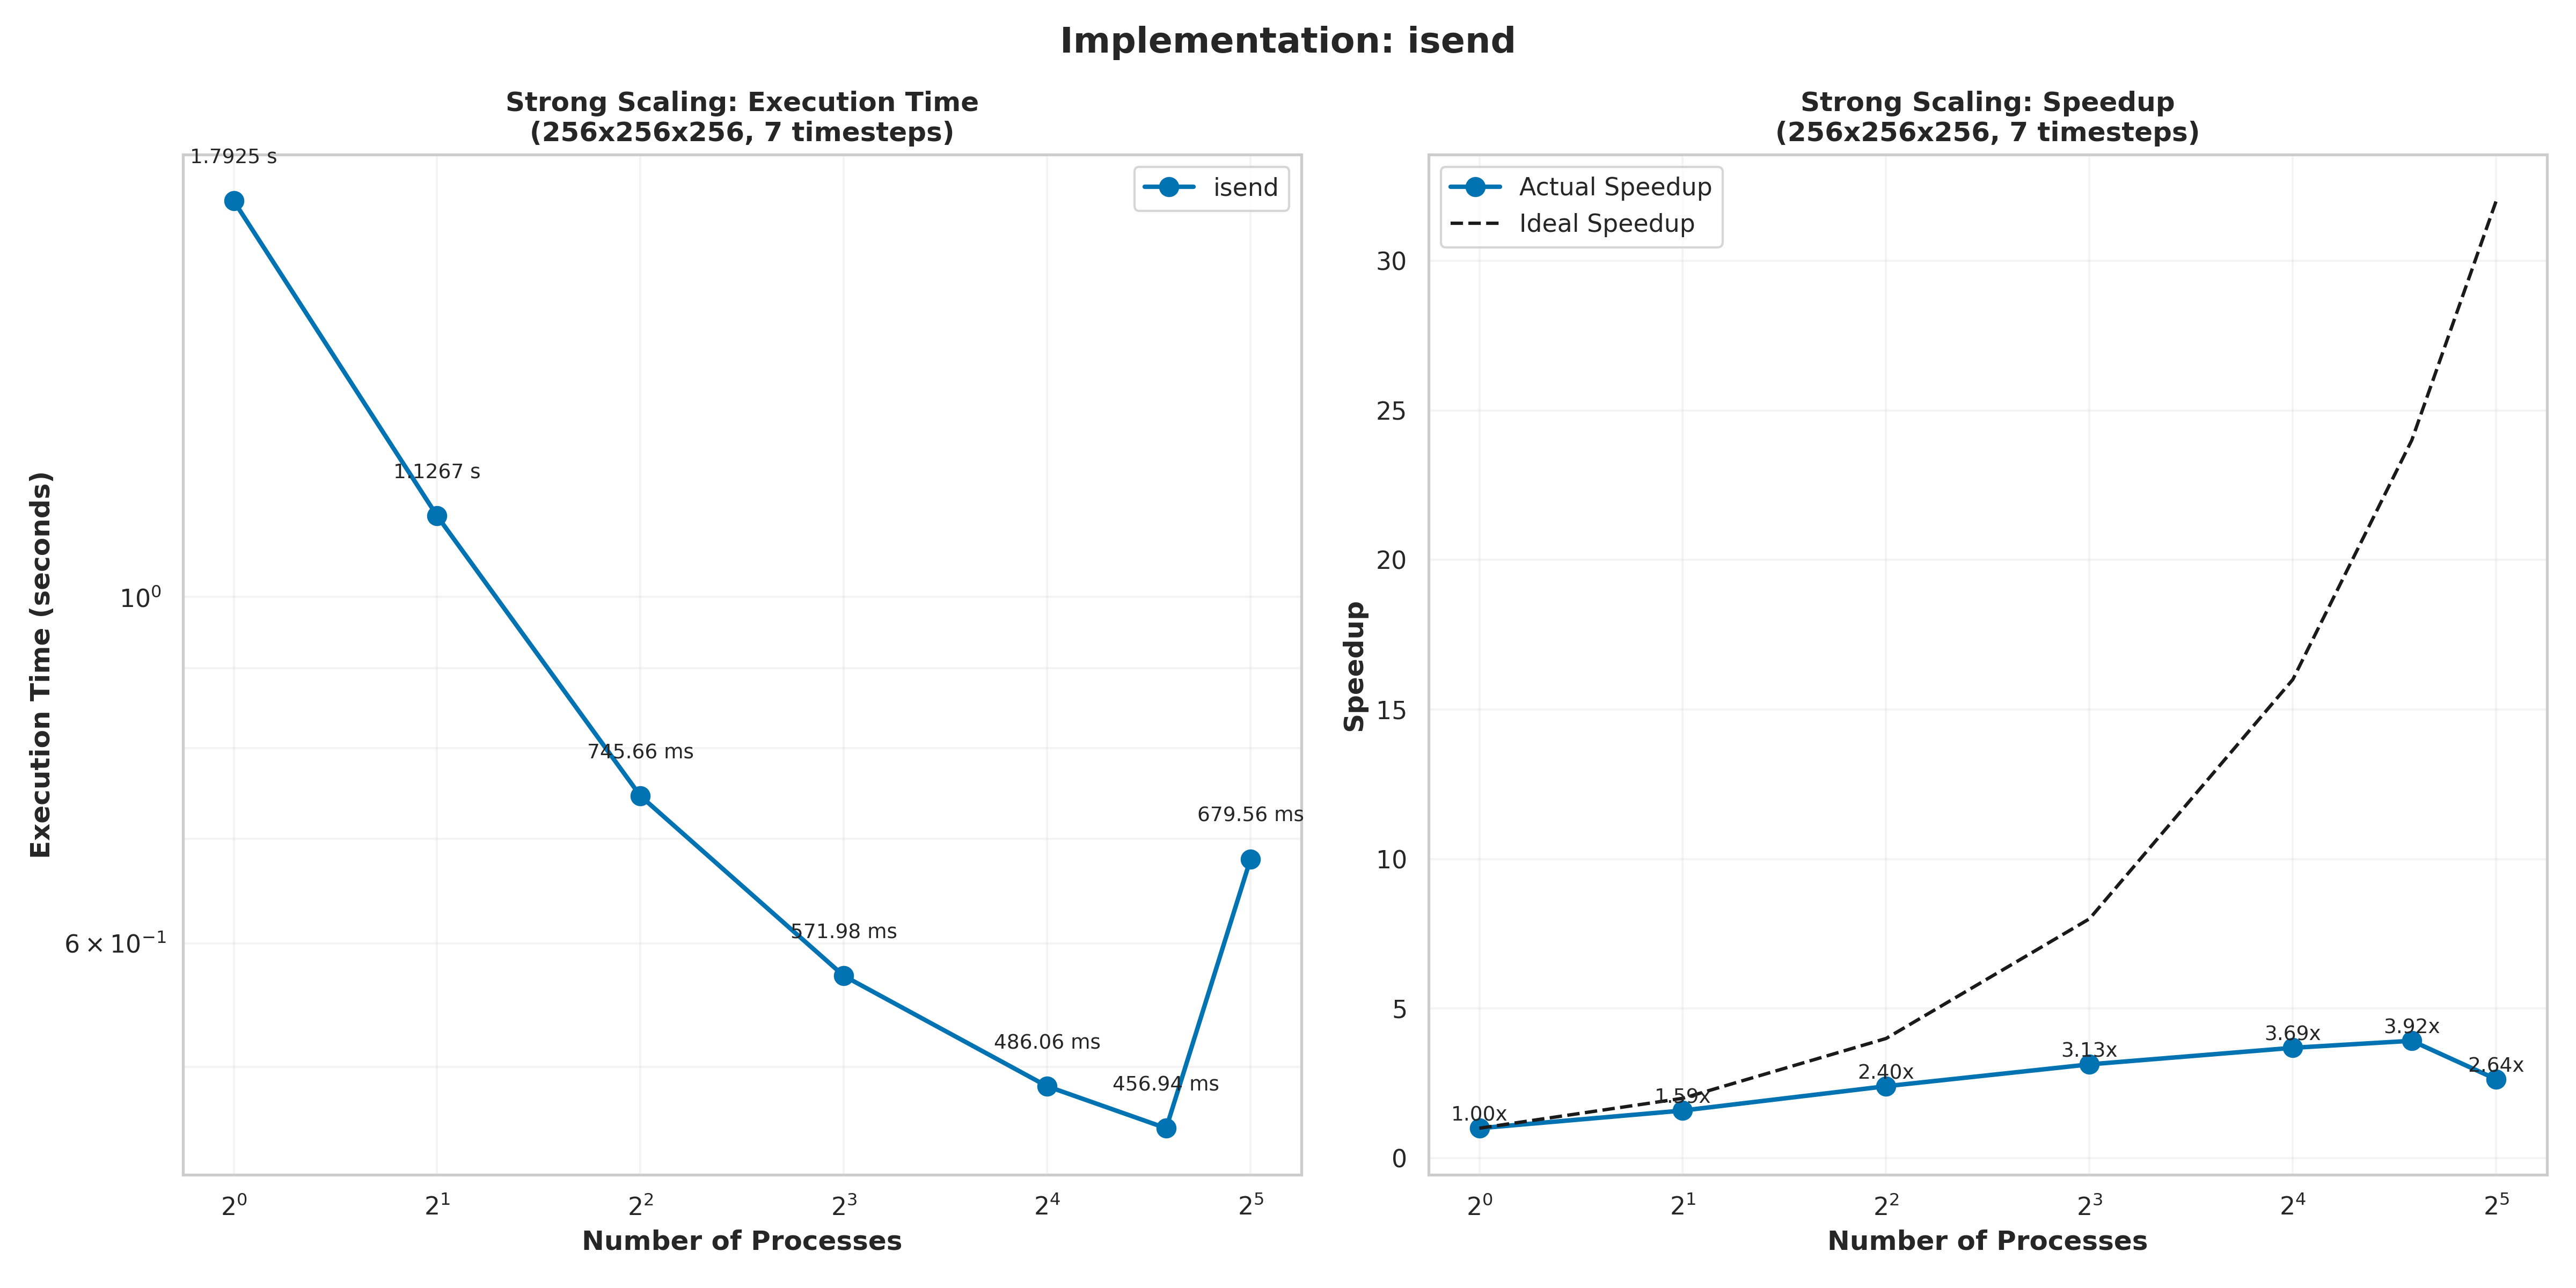 Implementation: isend
Strong Scaling: Execution Time
(256x256x256, 7 timesteps)
1.7925 s
isend
1.1267 s
745.66 ms
679.56 ms
571.98 ms
486.06 ms
456.94 ms
Execution Time (seconds)
10⁰
6 × 10⁻¹
2⁰ 2¹ 2² 2³ 2⁴ 2⁵
Number of Processes
Strong Scaling: Speedup
(256x256x256, 7 timesteps)
Actual Speedup
Ideal Speedup
Speedup
30
25
20
15
10
5
0
1.00x
1.59x
2.40x
3.13x
3.69x
3.92x
2.64x
2⁰ 2¹ 2² 2³ 2⁴ 2⁵
Number of Processes